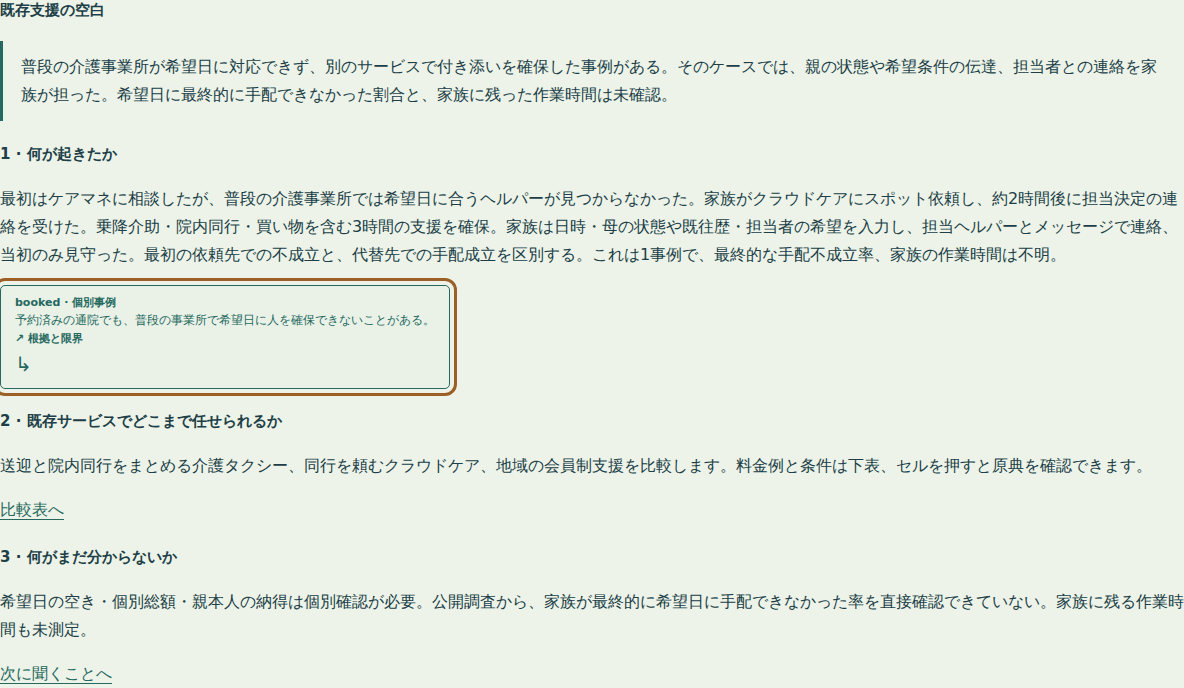 既存支援の空白
普段の介護事業所が希望日に対応できず、別のサービスで付き添いを確保した事例がある。そのケースでは、親の状態や希望条件の伝達、担当者との連絡を家
族が担った。希望日に最終的に手配できなかった割合と、家族に残った作業時間は未確認。
1・何が起きたか
最初はケアマネに相談したが、普段の介護事業所では希望日に合うヘルパーが見つからなかった。家族がクラウドケアにスポット依頼し、約2時間後に担当決定の連
絡を受けた。乗降介助・院内同行・買い物を含む3時間の支援を確保。家族は日時・母の状態や既往歴・担当者の希望を入力し、担当ヘルパーとメッセージで連絡、
当初のみ見守った。最初の依頼先での不成立と、代替先での手配成立を区別する。これは1事例で、最終的な手配不成立率、家族の作業時間は不明。
booked・個別事例
予約済みの通院でも、普段の事業所で希望日に人を確保できないことがある。
↗ 根拠と限界
↳
2・既存サービスでどこまで任せられるか
送迎と院内同行をまとめる介護タクシー、同行を頼むクラウドケア、地域の会員制支援を比較します。料金例と条件は下表、セルを押すと原典を確認できます。
比較表へ
3・何がまだ分からないか
希望日の空き・個別総額・親本人の納得は個別確認が必要。公開調査から、家族が最終的に希望日に手配できなかった率を直接確認できていない。家族に残る作業時
間も未測定。
次に聞くことへ